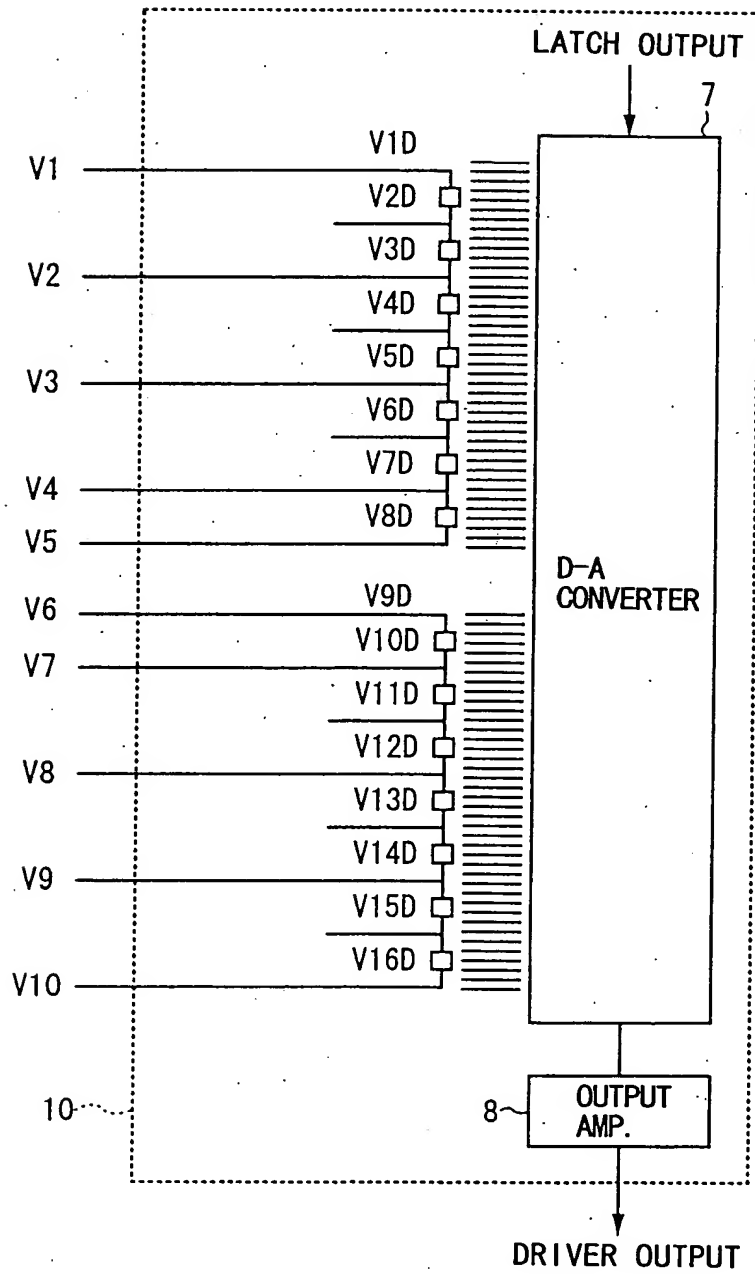 LATCH OUTPUT
7
V1D
V1
V2D
V3D
V2
V4D
V5D
V3
V6D
V7D
V4
V8D
V5
D-A
CONVERTER
V9D
V6
V10D
V7
V11D
V12D
V8
V13D
V14D
V9
V15D
V16D
V10
10
8
OUTPUT
AMP.
DRIVER OUTPUT